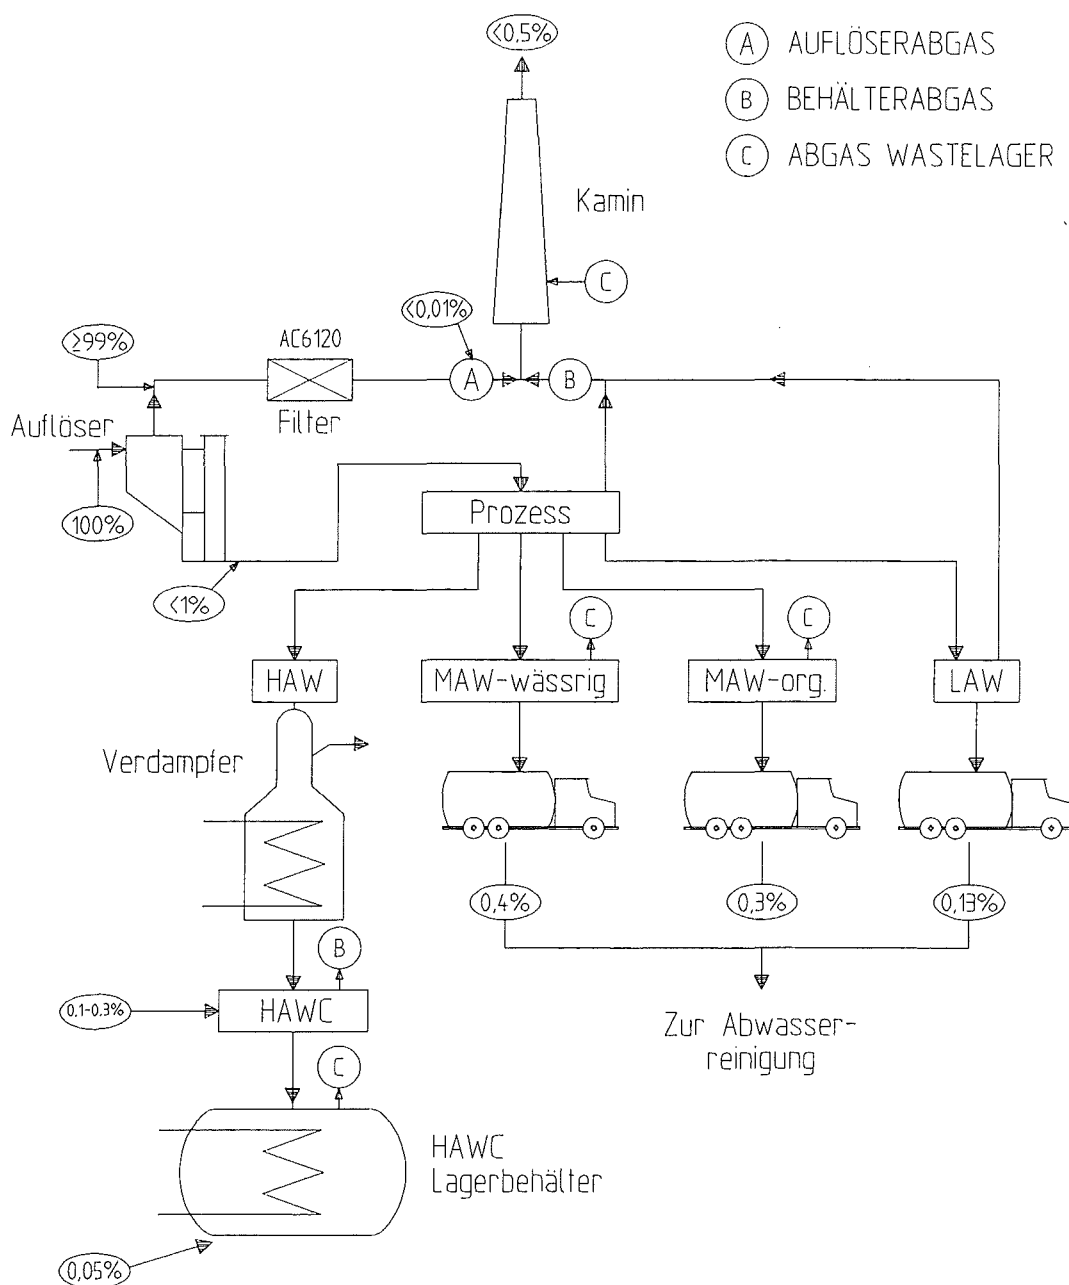 <0,5%
A AUFLÖSERABGAS
B BEHÄLTERABGAS
C ABGAS WASTELAGER
Kamin
C
<0,01%
≥99%
AC6120
A
B
Filter
Auflöser
100%
Prozess
<1%
C
C
HAW
MAW-wässrig
MAW-org.
LAW
Verdampfer
0,4%
0,3%
0,13%
B
0.1-0.3%
HAWC
Zur Abwasser-
reinigung
C
HAWC
Lagerbehälter
0,05%